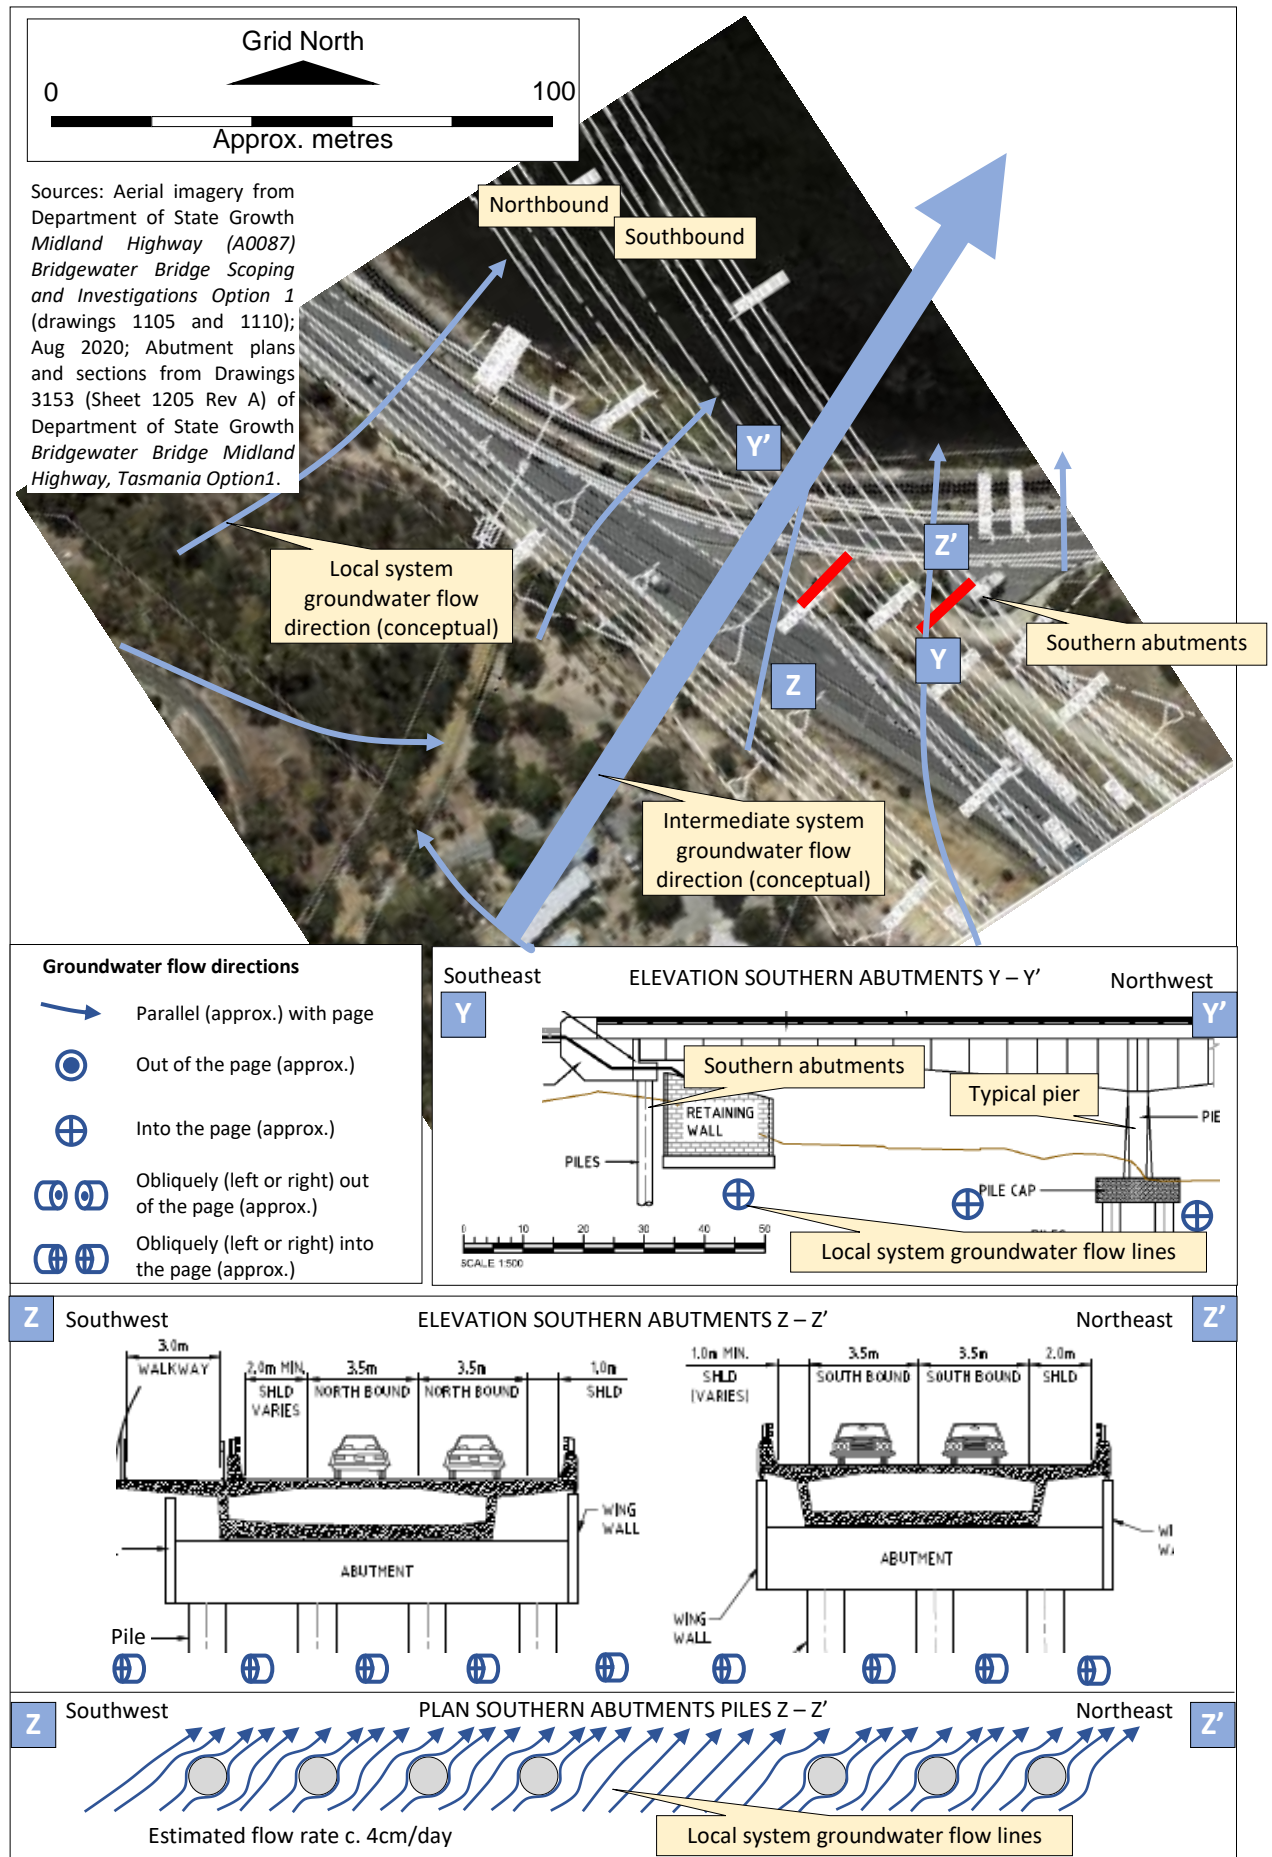 Grid North
0 100
Approx. metres
Sources: Aerial imagery from
Department of State Growth
Midland Highway (A0087)
Bridgewater Bridge Scoping
and Investigations Option 1
(drawings 1105 and 1110);
Aug 2020; Abutment plans
and sections from Drawings
3153 (Sheet 1205 Rev A) of
Department of State Growth
Bridgewater Bridge Midland
Highway, Tasmania Option1.
Northbound
Southbound
Y’
Z’
Local system
groundwater flow
direction (conceptual)
Southern abutments
Y
Z
Intermediate system
groundwater flow
direction (conceptual)
Groundwater flow directions
Parallel (approx.) with page
Out of the page (approx.)
Into the page (approx.)
Obliquely (left or right) out
of the page (approx.)
Obliquely (left or right) into
the page (approx.)
Southeast ELEVATION SOUTHERN ABUTMENTS Y – Y’ Northwest
Y Y’
Southern abutments
Typical pier
RETAINING
WALL
PIE
PILES
PILE CAP
0 10 20 30 40 50
SCALE 1:500
Local system groundwater flow lines
Z Southwest ELEVATION SOUTHERN ABUTMENTS Z – Z’ Northeast Z’
3.0m
WALKWAY
2.0m MIN.
SHLD
VARIES
3.5m
NORTH BOUND
3.5m
NORTH BOUND
1.0m
SHLD
1.0m MIN.
SHLD
(VARIES)
3.5m
SOUTH BOUND
3.5m
SOUTH BOUND
2.0m
SHLD
WING
WALL
ABUTMENT
ABUTMENT
WING
WALL
Pile
Z Southwest PLAN SOUTHERN ABUTMENTS PILES Z – Z’ Northeast Z’
Estimated flow rate c. 4cm/day
Local system groundwater flow lines